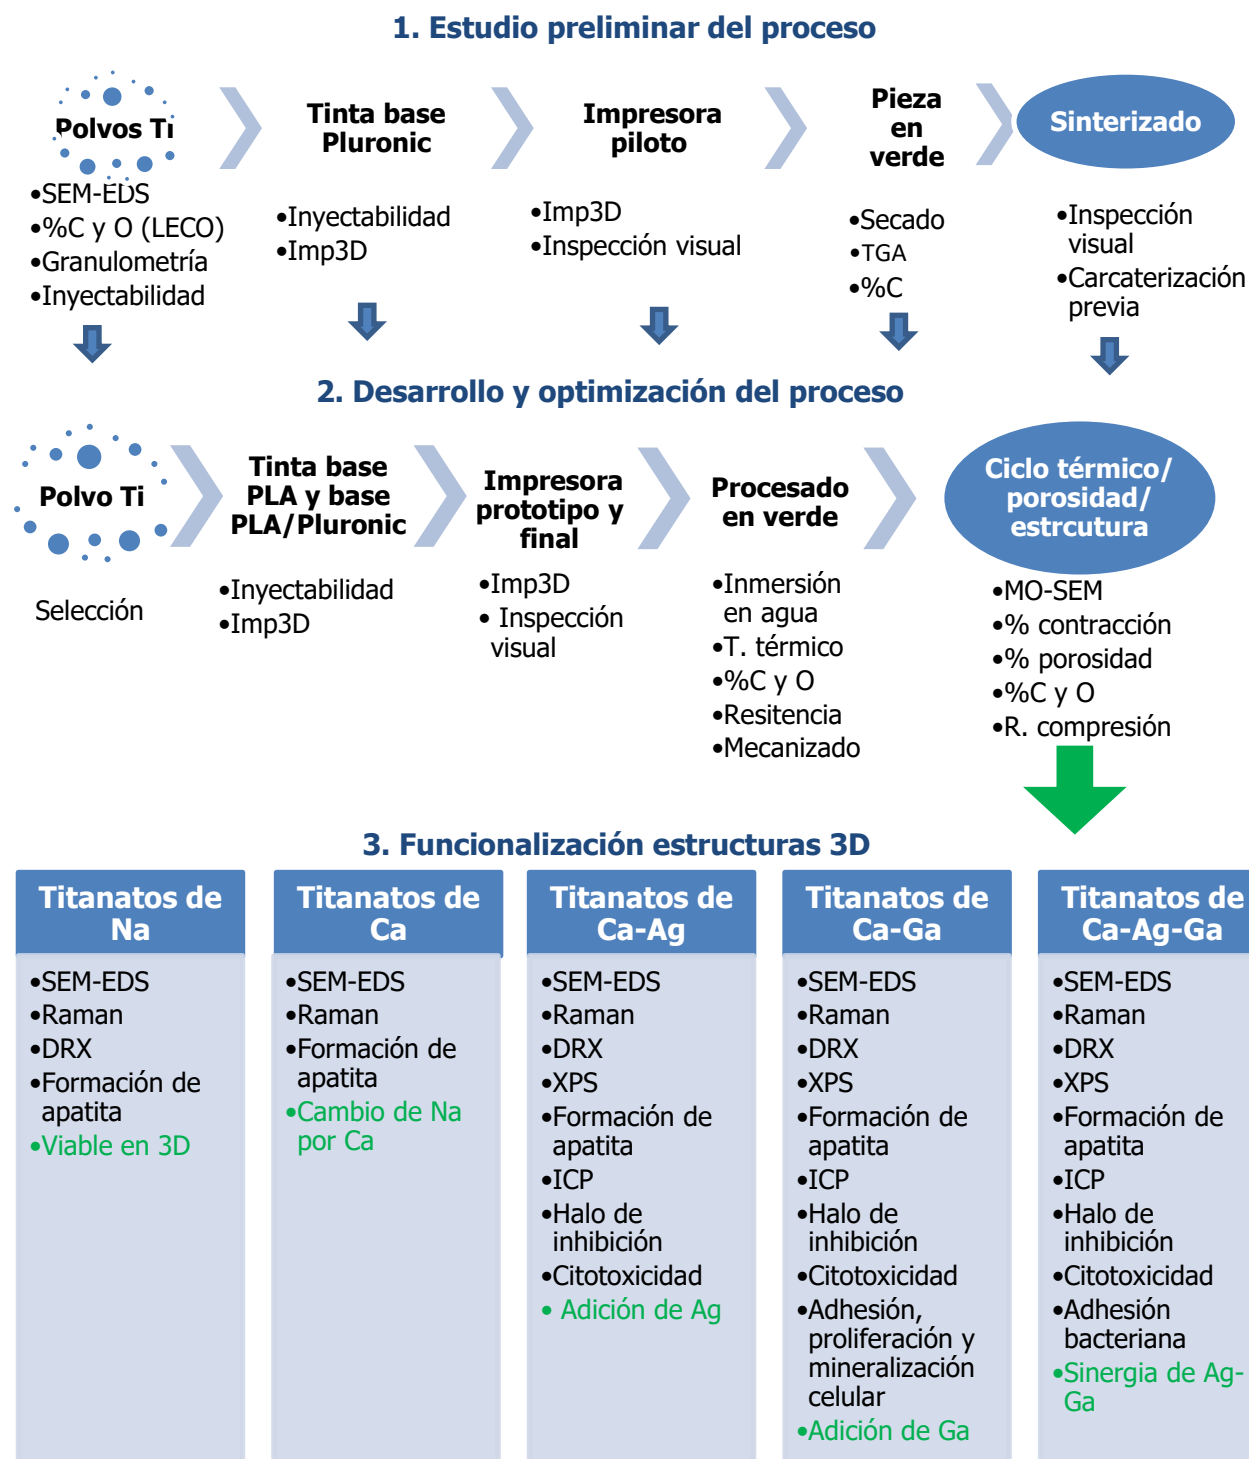 1. Estudio preliminar del proceso
Polvos Ti
•SEM-EDS
•%C y O (LECO)
•Granulometría
•Inyectabilidad
Tinta base
Pluronic
•Inyectabilidad
•Imp3D
Impresora
piloto
•Imp3D
•Inspección visual
Pieza
en
verde
•Secado
•TGA
•%C
Sinterizado
•Inspección
visual
•Carcaterización
previa
2. Desarrollo y optimización del proceso
Polvo Ti
Selección
Tinta base
PLA y base
PLA/Pluronic
•Inyectabilidad
•Imp3D
Impresora
prototipo y
final
•Imp3D
• Inspección
visual
Procesado
en verde
•Inmersión
en agua
•T. térmico
•%C y O
•Resitencia
•Mecanizado
Ciclo térmico/
porosidad/
estrcutura
•MO-SEM
•% contracción
•% porosidad
•%C y O
•R. compresión
3. Funcionalización estructuras 3D
Titanatos de
Na
•SEM-EDS
•Raman
•DRX
•Formación de
apatita
•Viable en 3D
Titanatos de
Ca
•SEM-EDS
•Raman
•Formación de
apatita
•Cambio de Na
por Ca
Titanatos de
Ca-Ag
•SEM-EDS
•Raman
•DRX
•XPS
•Formación de
apatita
•ICP
•Halo de
inhibición
•Citotoxicidad
• Adición de Ag
Titanatos de
Ca-Ga
•SEM-EDS
•Raman
•DRX
•XPS
•Formación de
apatita
•ICP
•Halo de
inhibición
•Citotoxicidad
•Adhesión,
proliferación y
mineralización
celular
•Adición de Ga
Titanatos de
Ca-Ag-Ga
•SEM-EDS
•Raman
•DRX
•XPS
•Formación de
apatita
•ICP
•Halo de
inhibición
•Citotoxicidad
•Adhesión
bacteriana
•Sinergia de Ag-
Ga